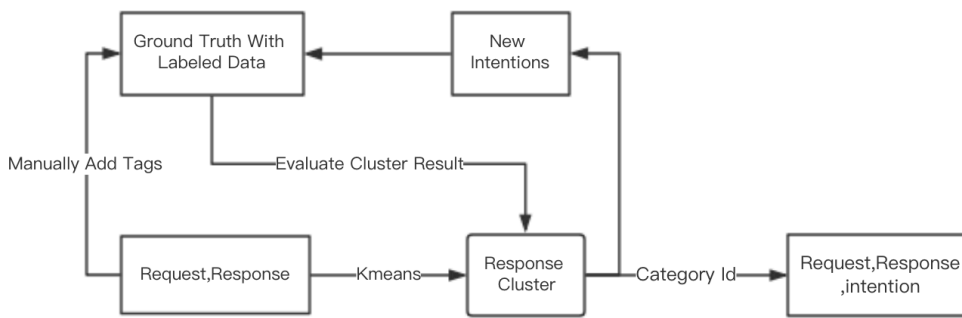 Ground Truth With
Labeled Data
New
Intentions
Manually Add Tags
Evaluate Cluster Result
Request,Response
Kmeans
Response
Cluster
Category Id
Request,Response
,intention